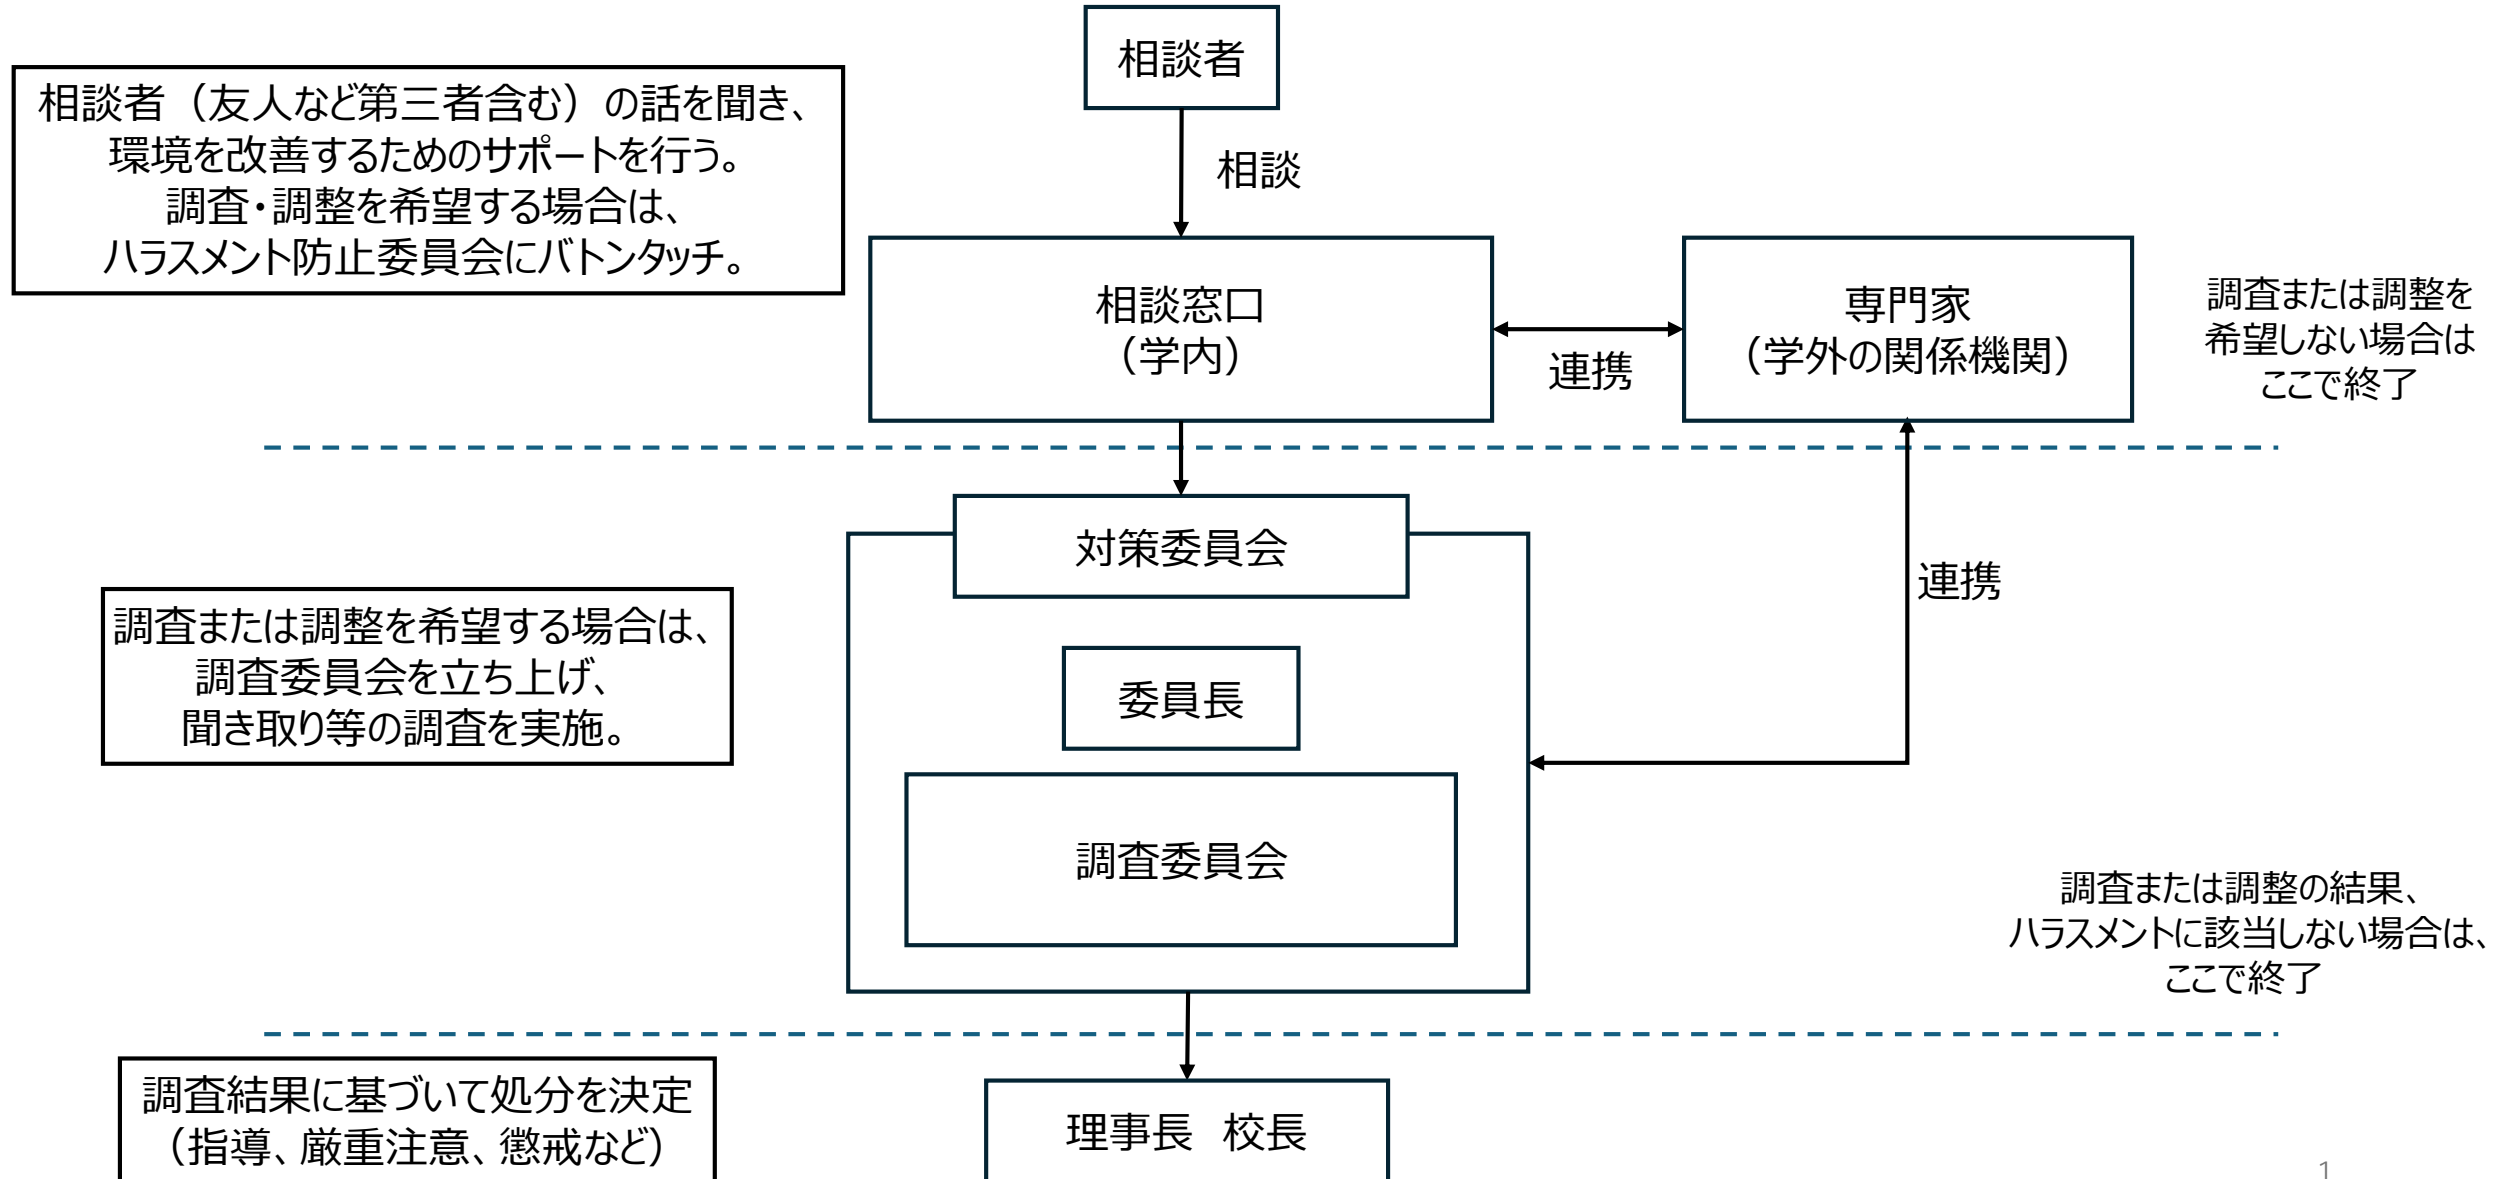 相談者
相談者（友人など第三者含む）の話を聞き、
環境を改善するためのサポートを行う。
調査・調整を希望する場合は、
ハラスメント防止委員会にバトンタッチ。
相談
相談窓口
（学内）
連携
専門家
（学外の関係機関）
調査または調整を
希望しない場合は
ここで終了
対策委員会
連携
調査または調整を希望する場合は、
調査委員会を立ち上げ、
聞き取り等の調査を実施。
委員長
調査委員会
調査または調整の結果、
ハラスメントに該当しない場合は、
ここで終了
調査結果に基づいて処分を決定
（指導、厳重注意、懲戒など）
理事長　校長
1